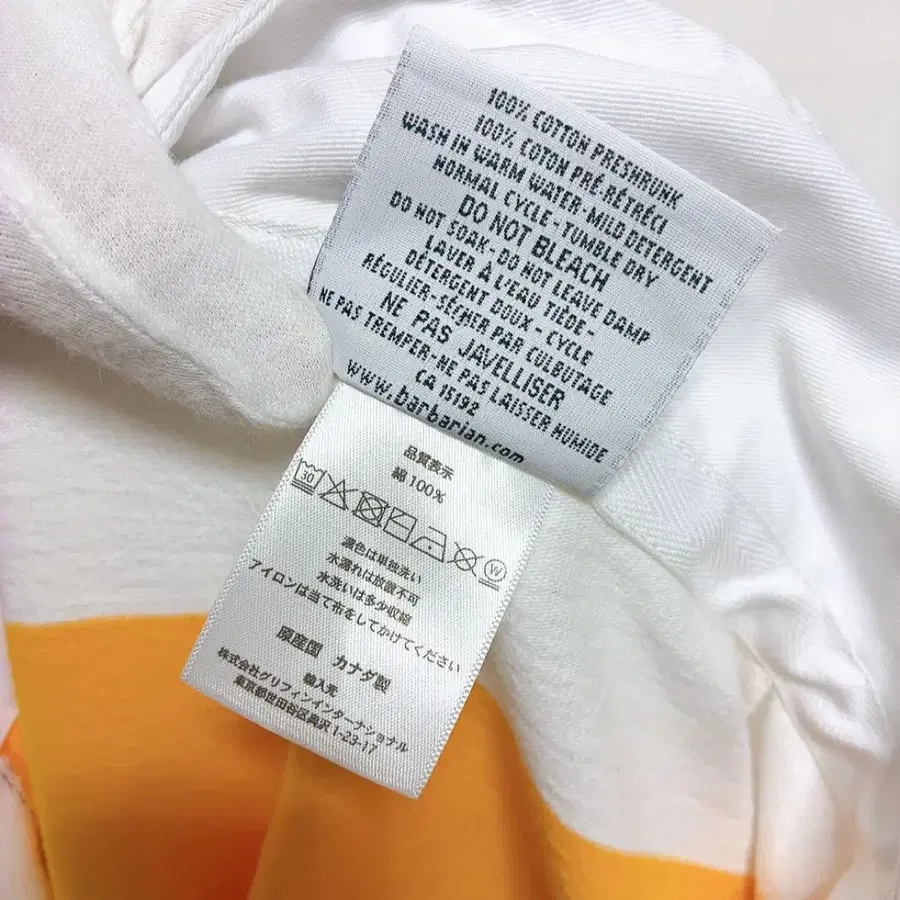 100% COTTON PRESHRUNK
100% COTON PRÉ-RÉTRÉCI
WASH IN WARM WATER-MILD DETERGENT
NORMAL CYCLE - TUMBLE DRY
DO NOT BLEACH
DO NOT SOAK: DO NOT LEAVE DAMP
LAVER À L'EAU TIÈDE -
DÉTERGENT DOUX - CYCLE
RÉGULIER-SÉCHER PAR CULBUTAGE
NE PAS JAVELLISER
NE PAS TREMPER-NE PAS LAISSER HUMIDE
CA 15192
www.barbarian.com
品質表示
綿 100%
30 W
濃色は単独洗い
水濡れは放置不可
水洗いは多少収縮
アイロンは当て布をしてかけてください
原産国 カナダ製
輸入元
株式会社グリフィンインターナショナル
東京都世田谷区奥沢1-23-17